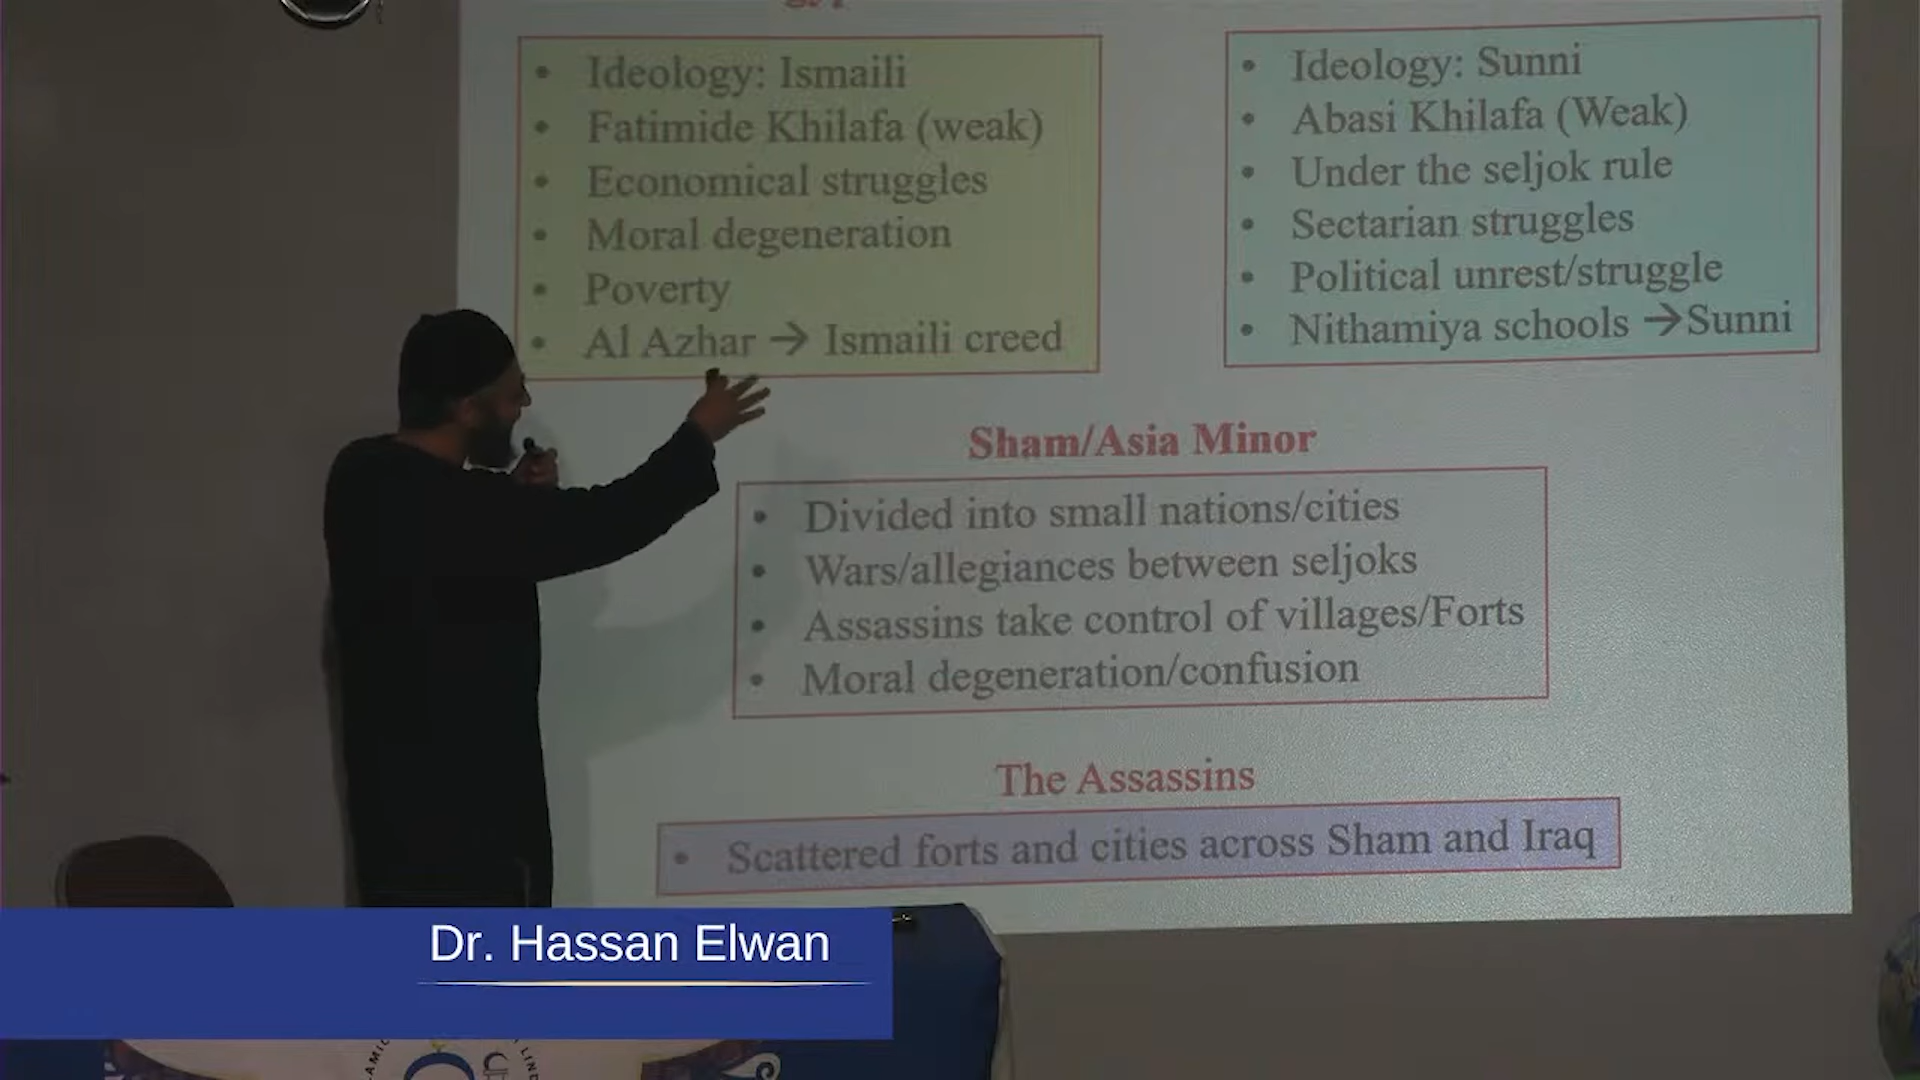 • Ideology: Ismaili
• Fatimide Khilafa (weak)
• Economical struggles
• Moral degeneration
• Poverty
• Al Azhar → Ismaili creed
• Ideology: Sunni
• Abasi Khilafa (Weak)
• Under the seljok rule
• Sectarian struggles
• Political unrest/struggle
• Nithamiya schools →Sunni
Sham/Asia Minor
• Divided into small nations/cities
• Wars/allegiances between seljoks
• Assassins take control of villages/Forts
• Moral degeneration/confusion
The Assassins
• Scattered forts and cities across Sham and Iraq
Dr. Hassan Elwan